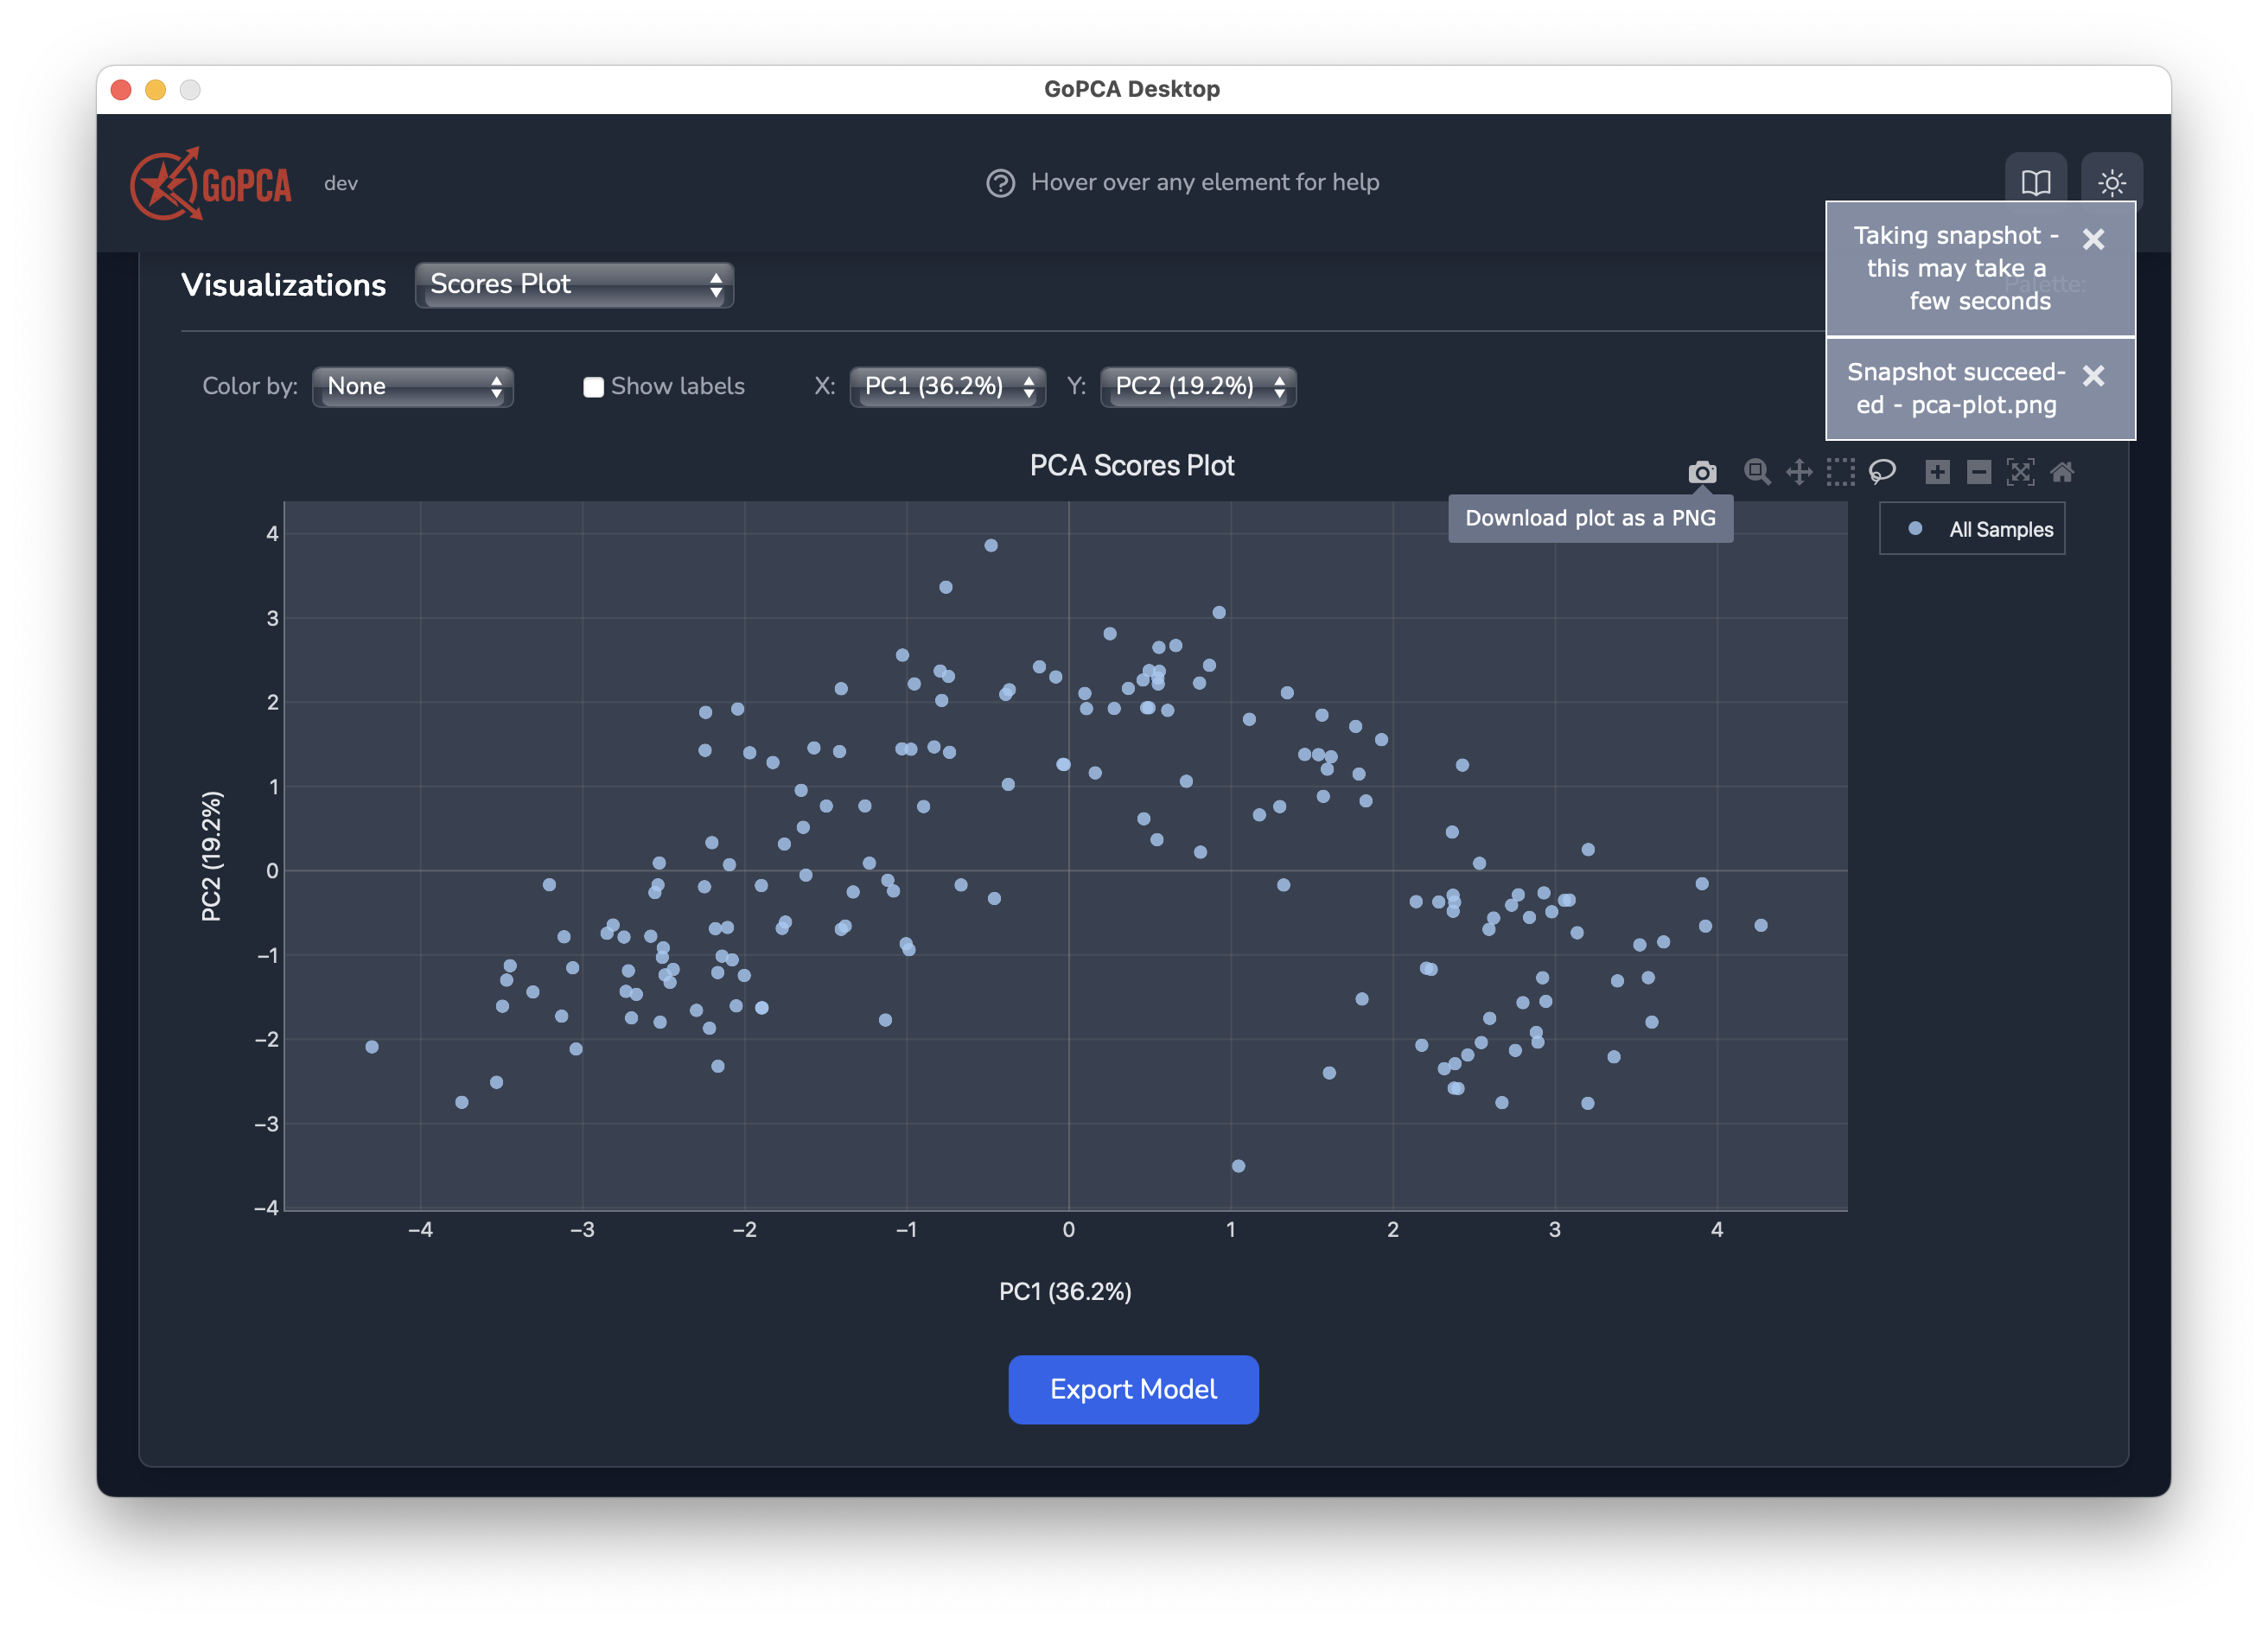 GoPCA Desktop
GoPCA
dev
Hover over any element for help
Taking snapshot -
this may take a
few seconds
Snapshot succeed-
ed - pca-plot.png
Visualizations
Scores Plot
Palette:
Color by:
None
Show labels
X:
PC1 (36.2%)
Y:
PC2 (19.2%)
PCA Scores Plot
Download plot as a PNG
All Samples
4
3
2
1
0
−1
−2
−3
−4
PC2 (19.2%)
−4
−3
−2
−1
0
1
2
3
4
PC1 (36.2%)
Export Model